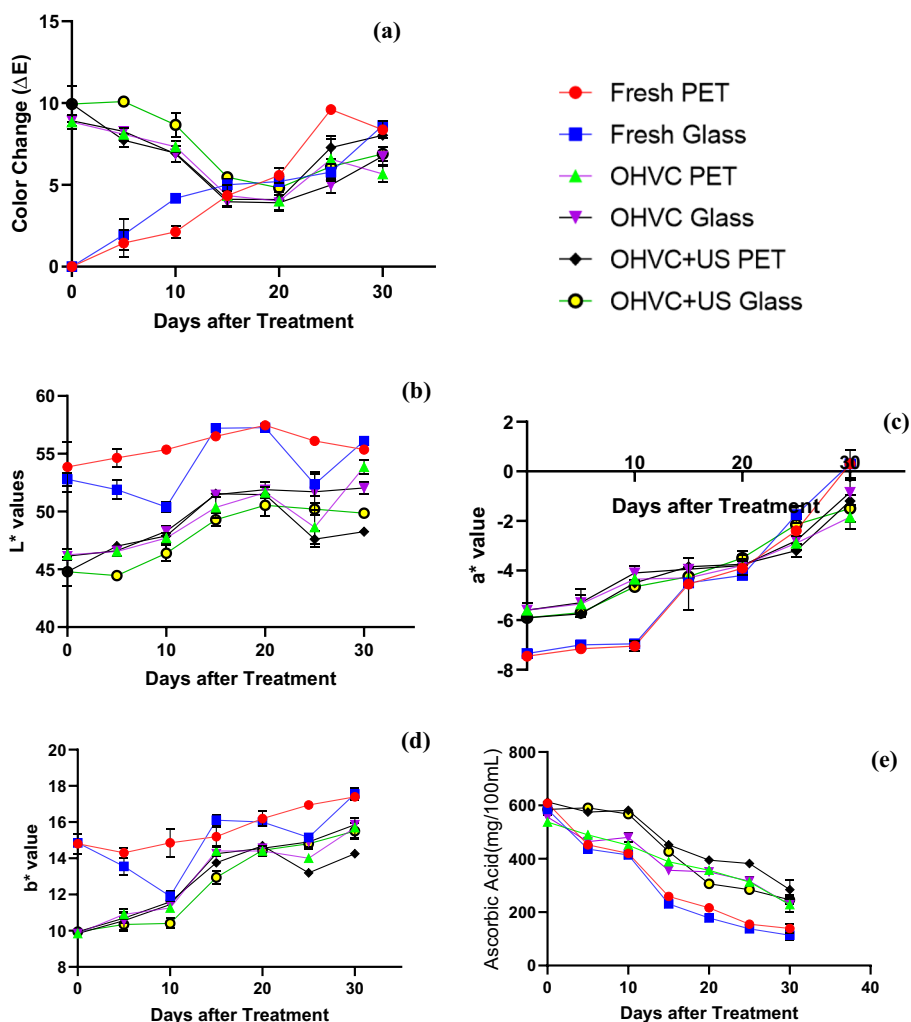 (a)
15
10
5
0
Color Change (ΔE)
0 10 20 30
Days after Treatment
Fresh PET
Fresh Glass
OHVC PET
OHVC Glass
OHVC+US PET
OHVC+US Glass
(b)
60
55
50
45
40
L* values
0 10 20 30
Days after Treatment
(c)
2
0
-2
-4
-6
-8
a* value
10 20 30
Days after Treatment
(d)
20
18
16
14
12
10
8
b* value
0 10 20 30
Days after Treatment
(e)
800
600
400
200
0
Ascorbic Acid(mg/100mL)
0 10 20 30 40
Days after Treatment